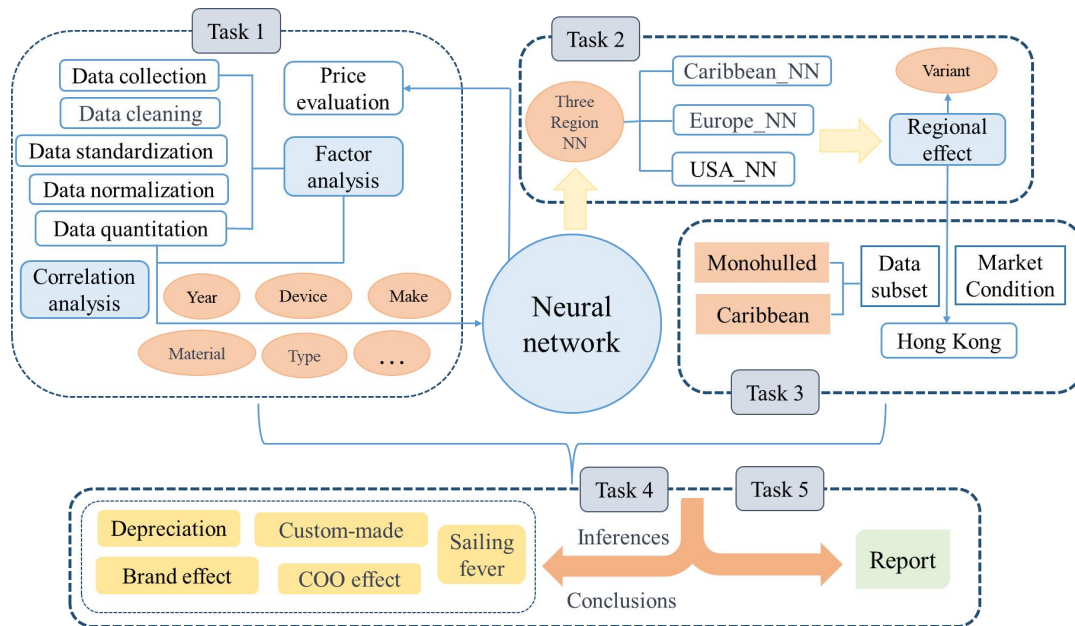 Task 1
Data collection
Data cleaning
Data standardization
Data normalization
Data quantitation
Correlation
analysis
Price
evaluation
Factor
analysis
Year
Device
Make
Material
Type
...
Neural
network
Task 2
Three
Region
NN
Caribbean_NN
Europe_NN
USA_NN
Variant
Regional
effect
Monohulled
Caribbean
Data
subset
Market
Condition
Hong Kong
Task 3
Task 4
Task 5
Depreciation
Custom-made
Sailing
fever
Brand effect
COO effect
Inferences
Conclusions
Report